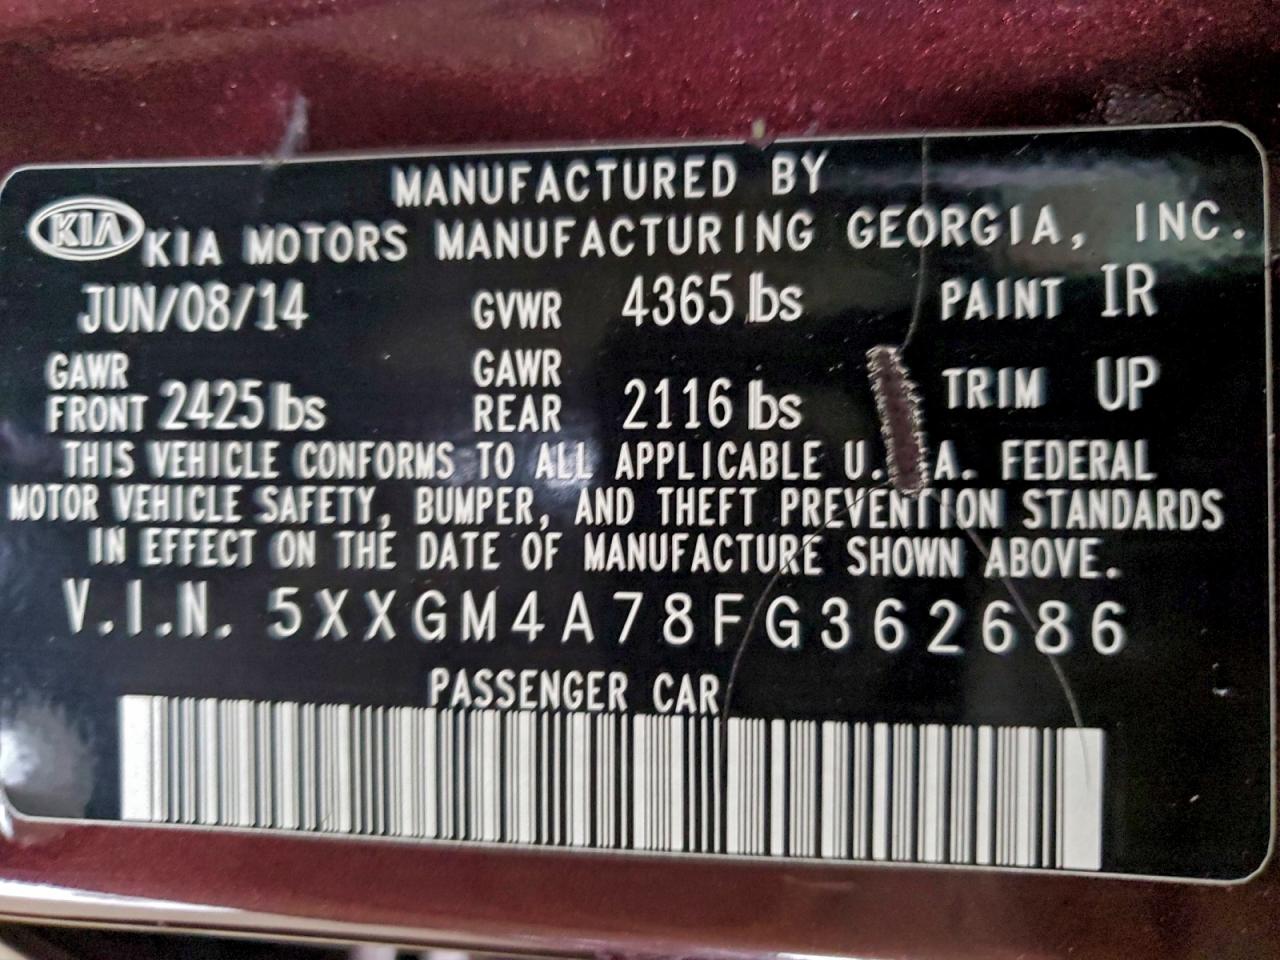 MANUFACTURED BY
KIA KIA MOTORS MANUFACTURING GEORGIA, INC.
JUN/08/14 GVWR 4365 lbs PAINT IR
GAWR FRONT 2425 lbs GAWR REAR 2116 lbs TRIM UP
THIS VEHICLE CONFORMS TO ALL APPLICABLE U. A. FEDERAL
MOTOR VEHICLE SAFETY, BUMPER, AND THEFT PREVENTION STANDARDS
IN EFFECT ON THE DATE OF MANUFACTURE SHOWN ABOVE.
V.I.N. 5XXGM4A78FG362686
PASSENGER CAR